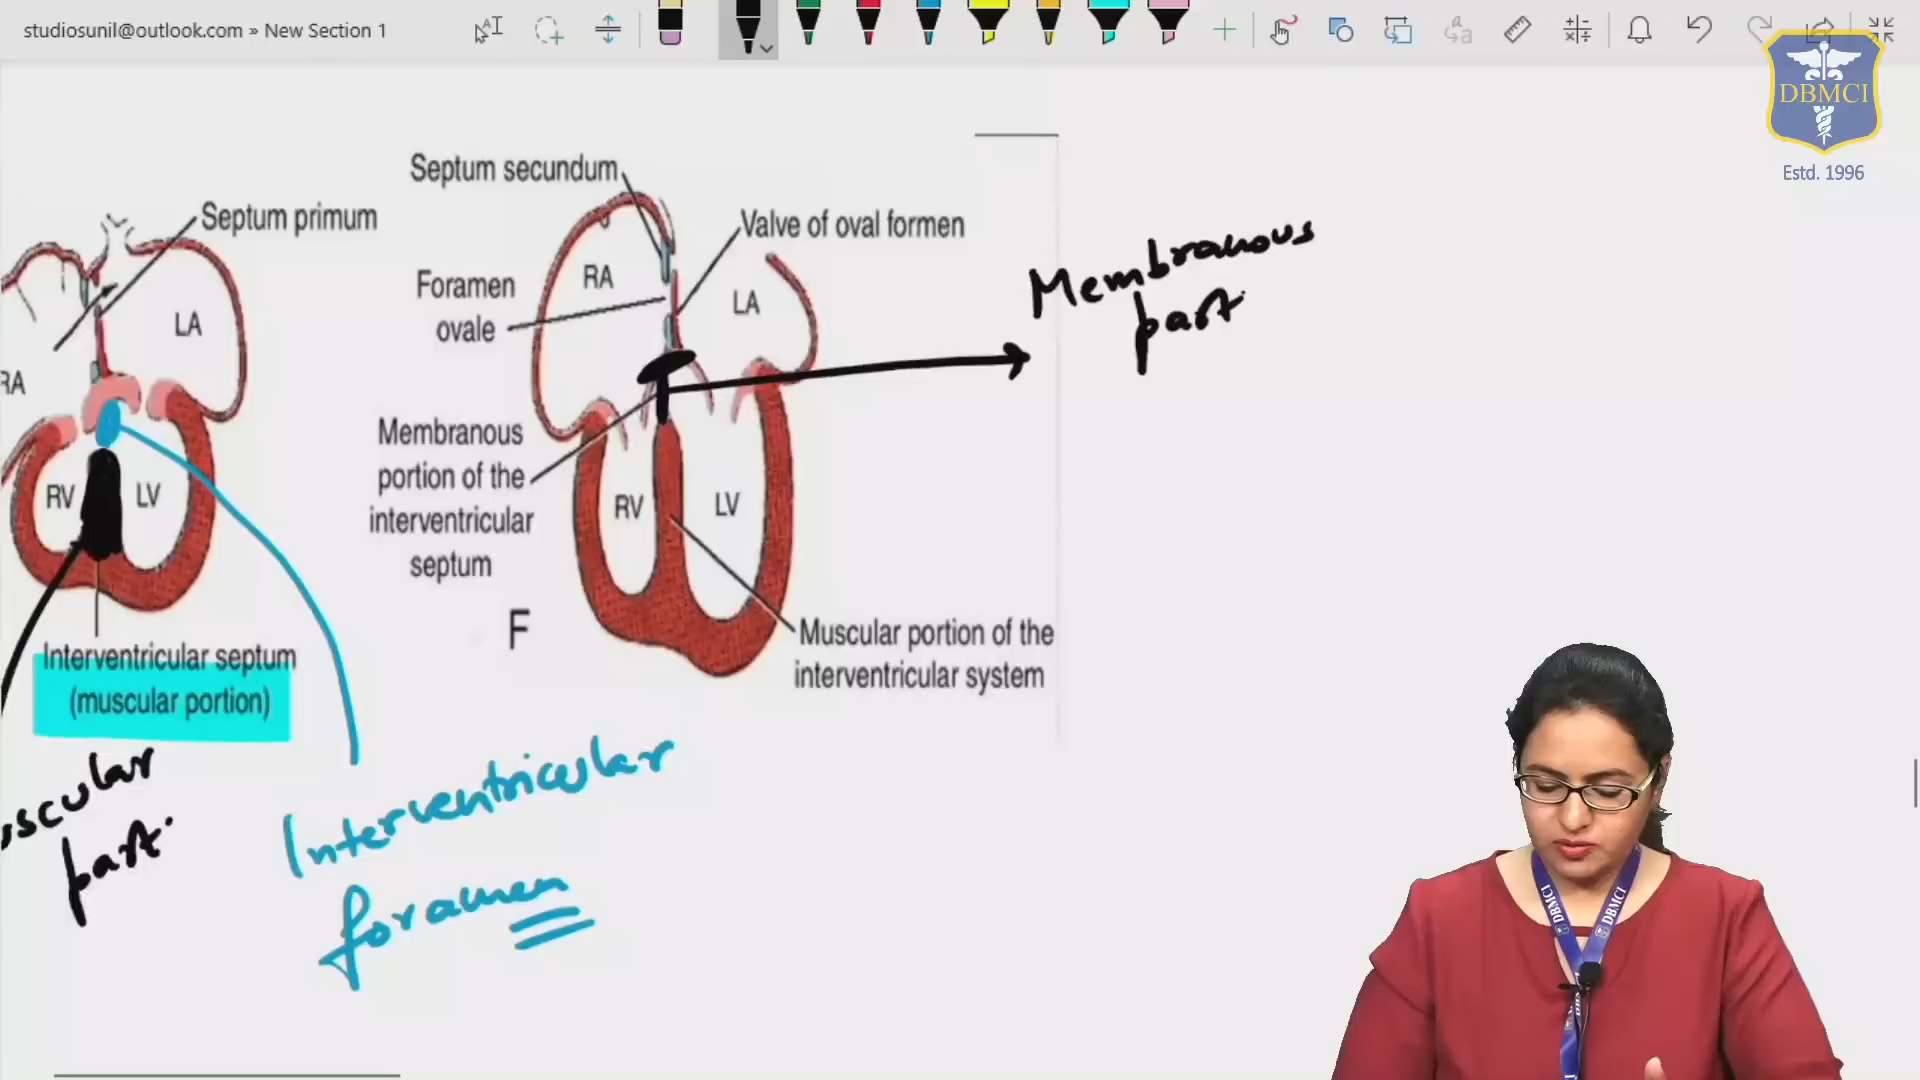 studiosunil@outlook.com » New Section 1
DBMCI
Estd. 1996
Septum secundum
Septum primum
Valve of oval formen
Membranous
part
Foramen
ovale
RA
LA
LA
RA
Membranous
portion of the
interventricular
septum
RV
LV
RV
LV
F
Muscular portion of the
interventricular system
Interventricular septum
(muscular portion)
uscular
part.
Interventricular
foramen
DBMCI
DBMCI